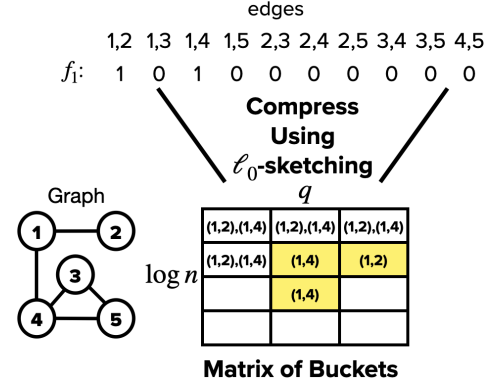 edges
1,2 1,3 1,4 1,5 2,3 2,4 2,5 3,4 3,5 4,5
f₁: 1 0 1 0 0 0 0 0 0 0
Compress
Using
ℓ₀-sketching
q
Graph
1 2
3
4 5
log n
(1,2),(1,4) (1,2),(1,4) (1,2),(1,4)
(1,2),(1,4) (1,4) (1,2)
(1,4)
Matrix of Buckets